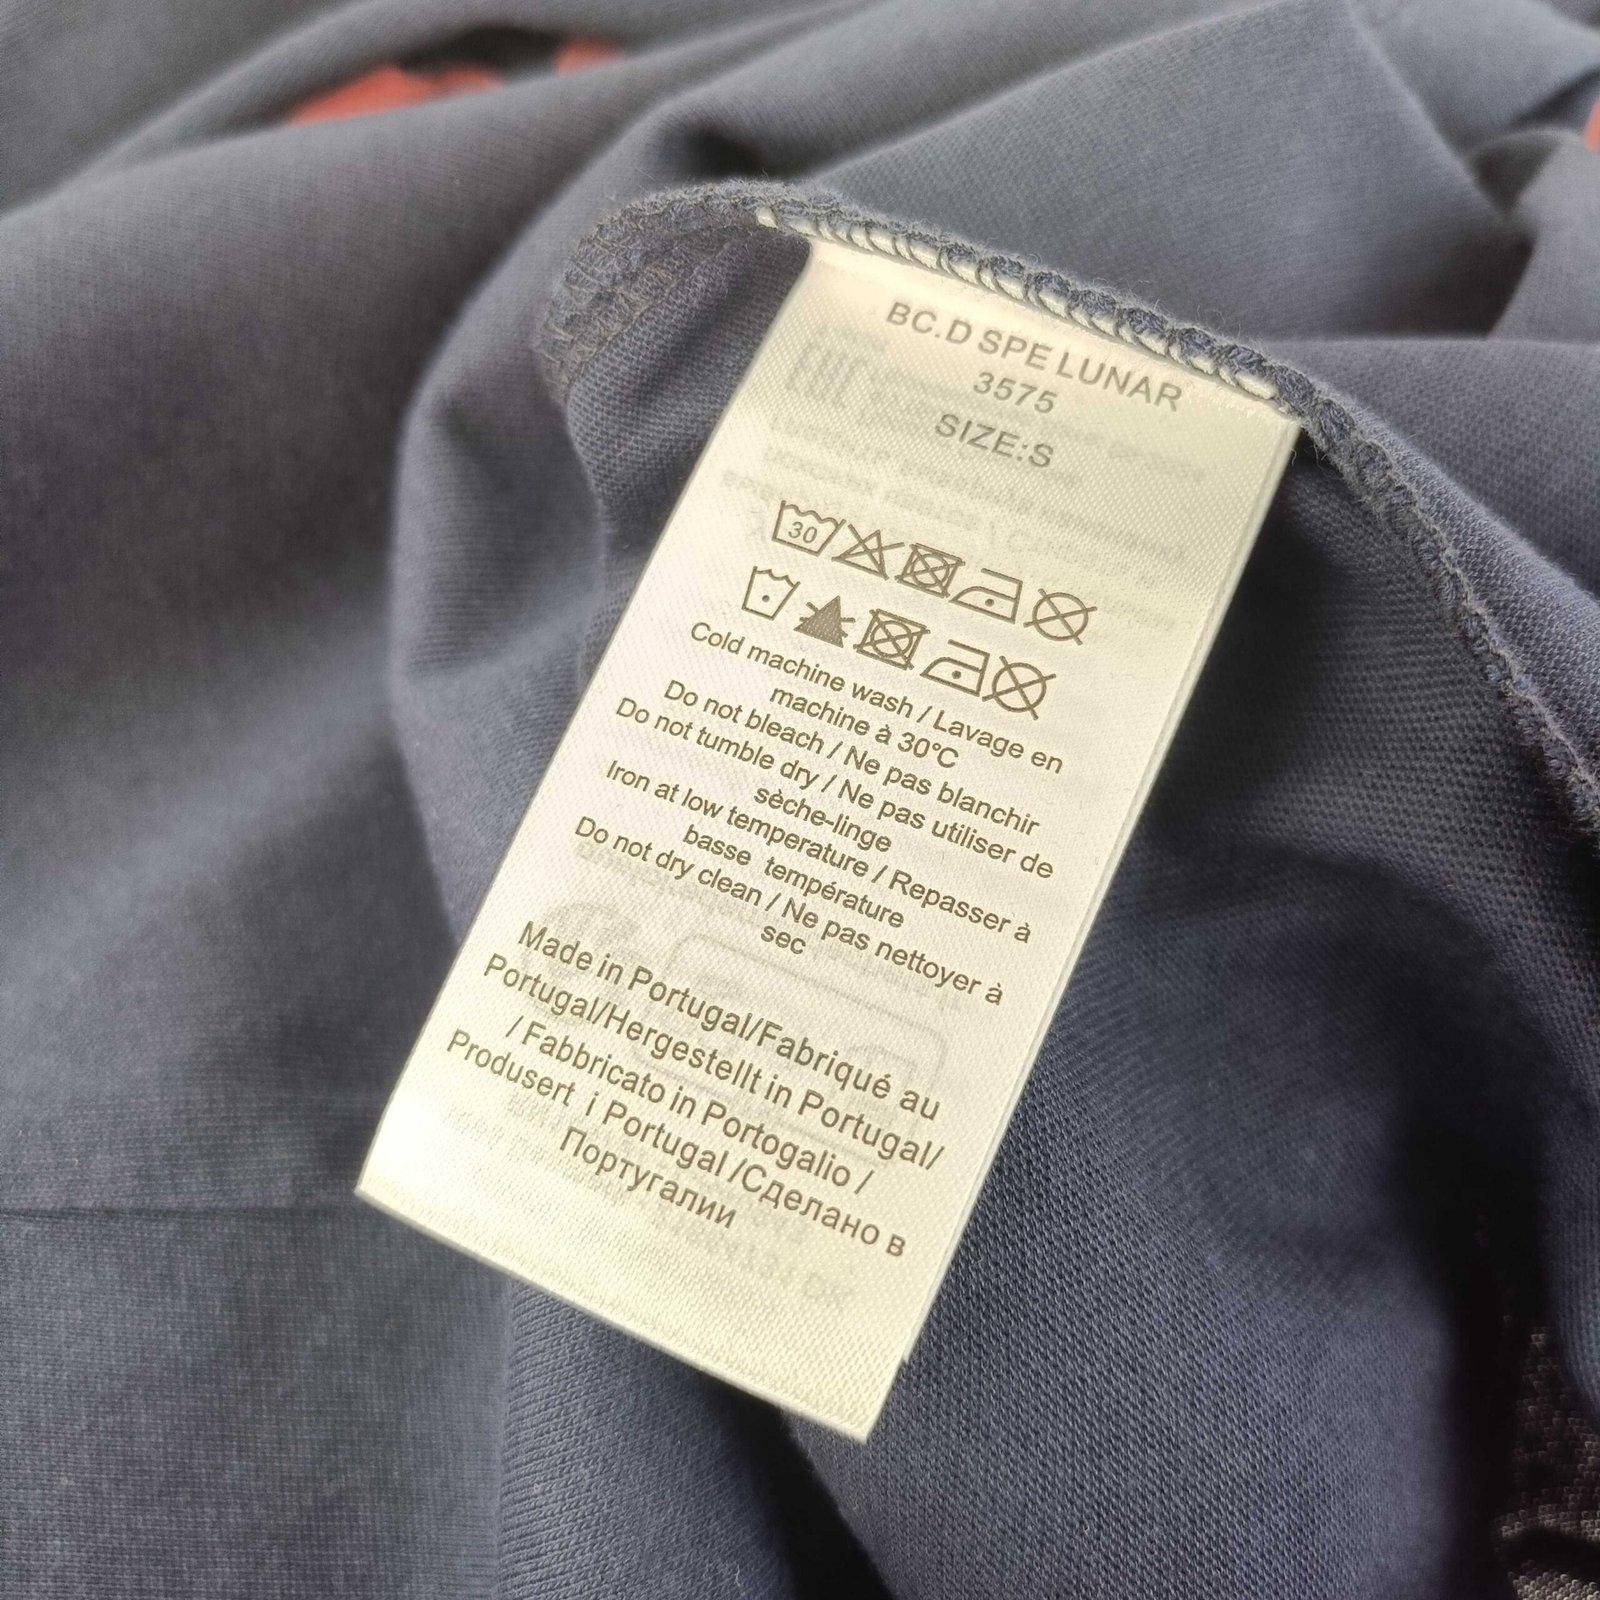 BC.D SPE LUNAR
3575
SIZE:S
30
Cold machine wash / Lavage en
machine à 30°C
Do not bleach / Ne pas blanchir
Do not tumble dry / Ne pas utiliser de
sèche-linge
Iron at low temperature / Repasser à
basse température
Do not dry clean / Ne pas nettoyer à
sec
Made in Portugal/Fabriqué au
Portugal/Hergestellt in Portugal/
/ Fabbricato in Portogalio /
Produsert i Portugal /Сделано в
Португалии